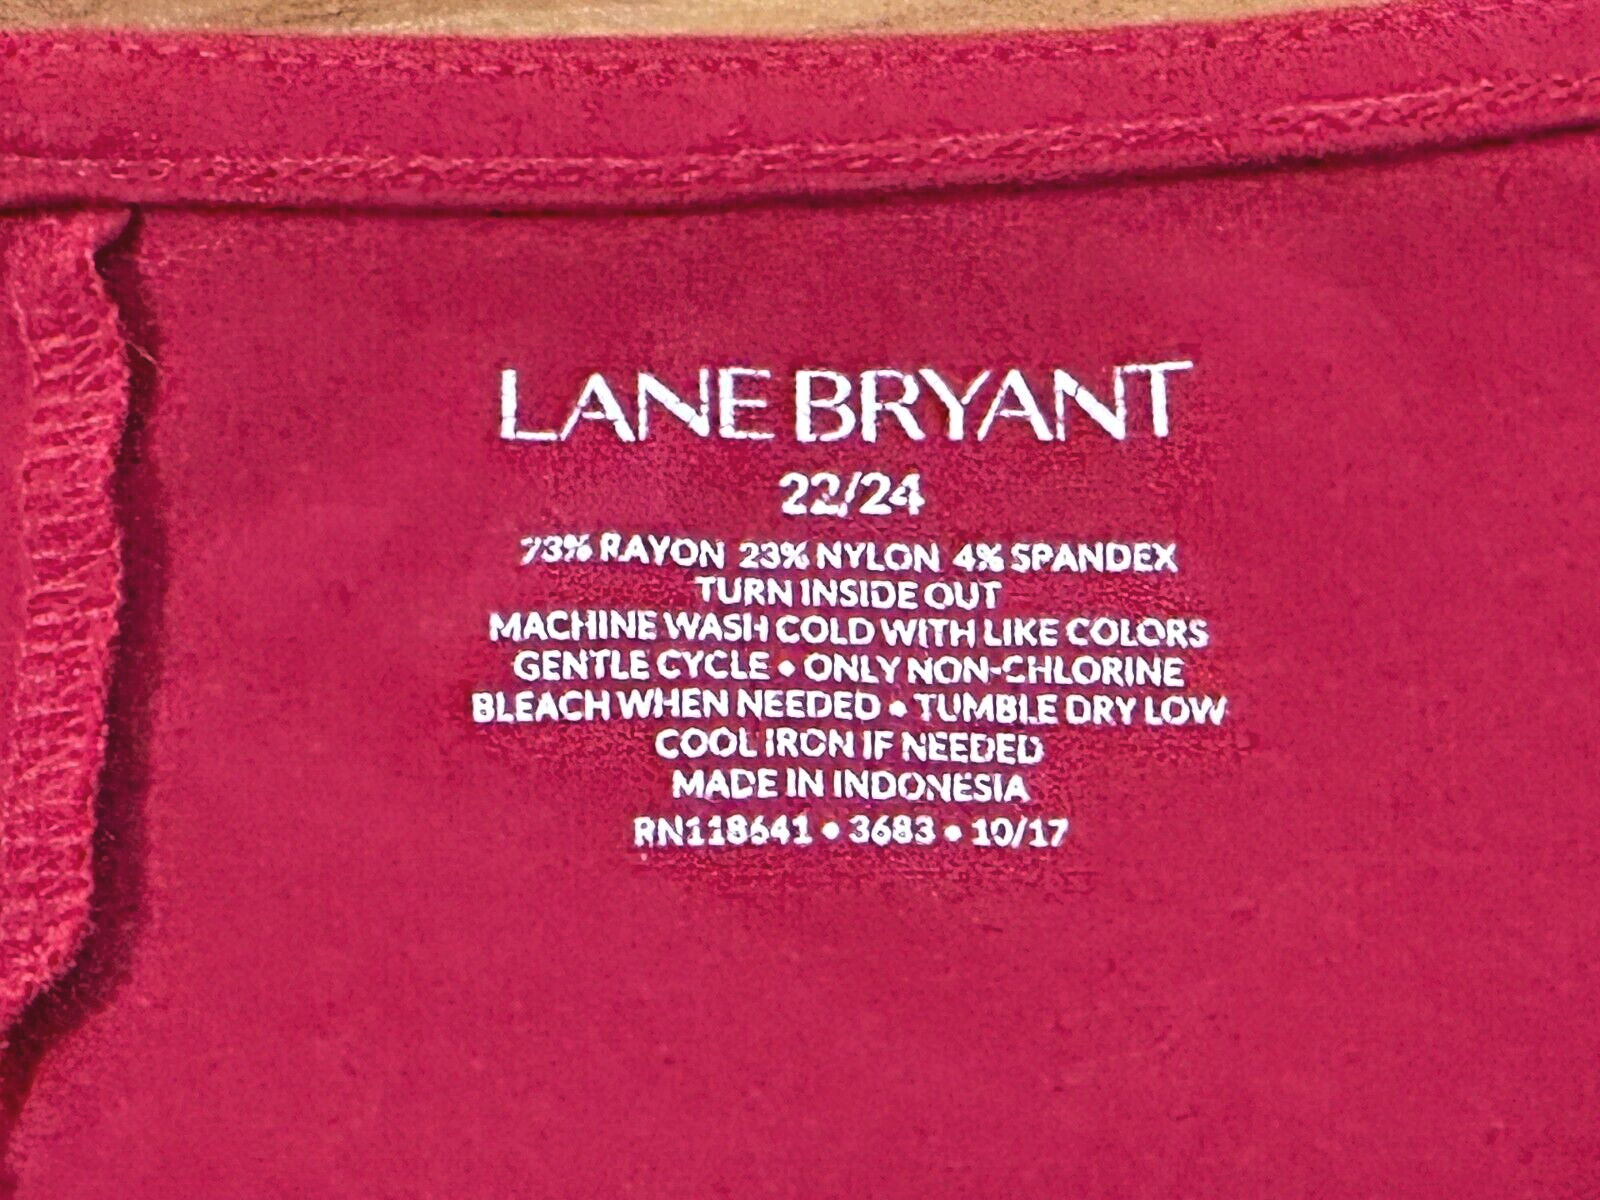 LANE BRYANT
22/24
73% RAYON 23% NYLON 4% SPANDEX
TURN INSIDE OUT
MACHINE WASH COLD WITH LIKE COLORS
GENTLE CYCLE • ONLY NON-CHLORINE
BLEACH WHEN NEEDED • TUMBLE DRY LOW
COOL IRON IF NEEDED
MADE IN INDONESIA
RN118641 • 3683 • 10/17